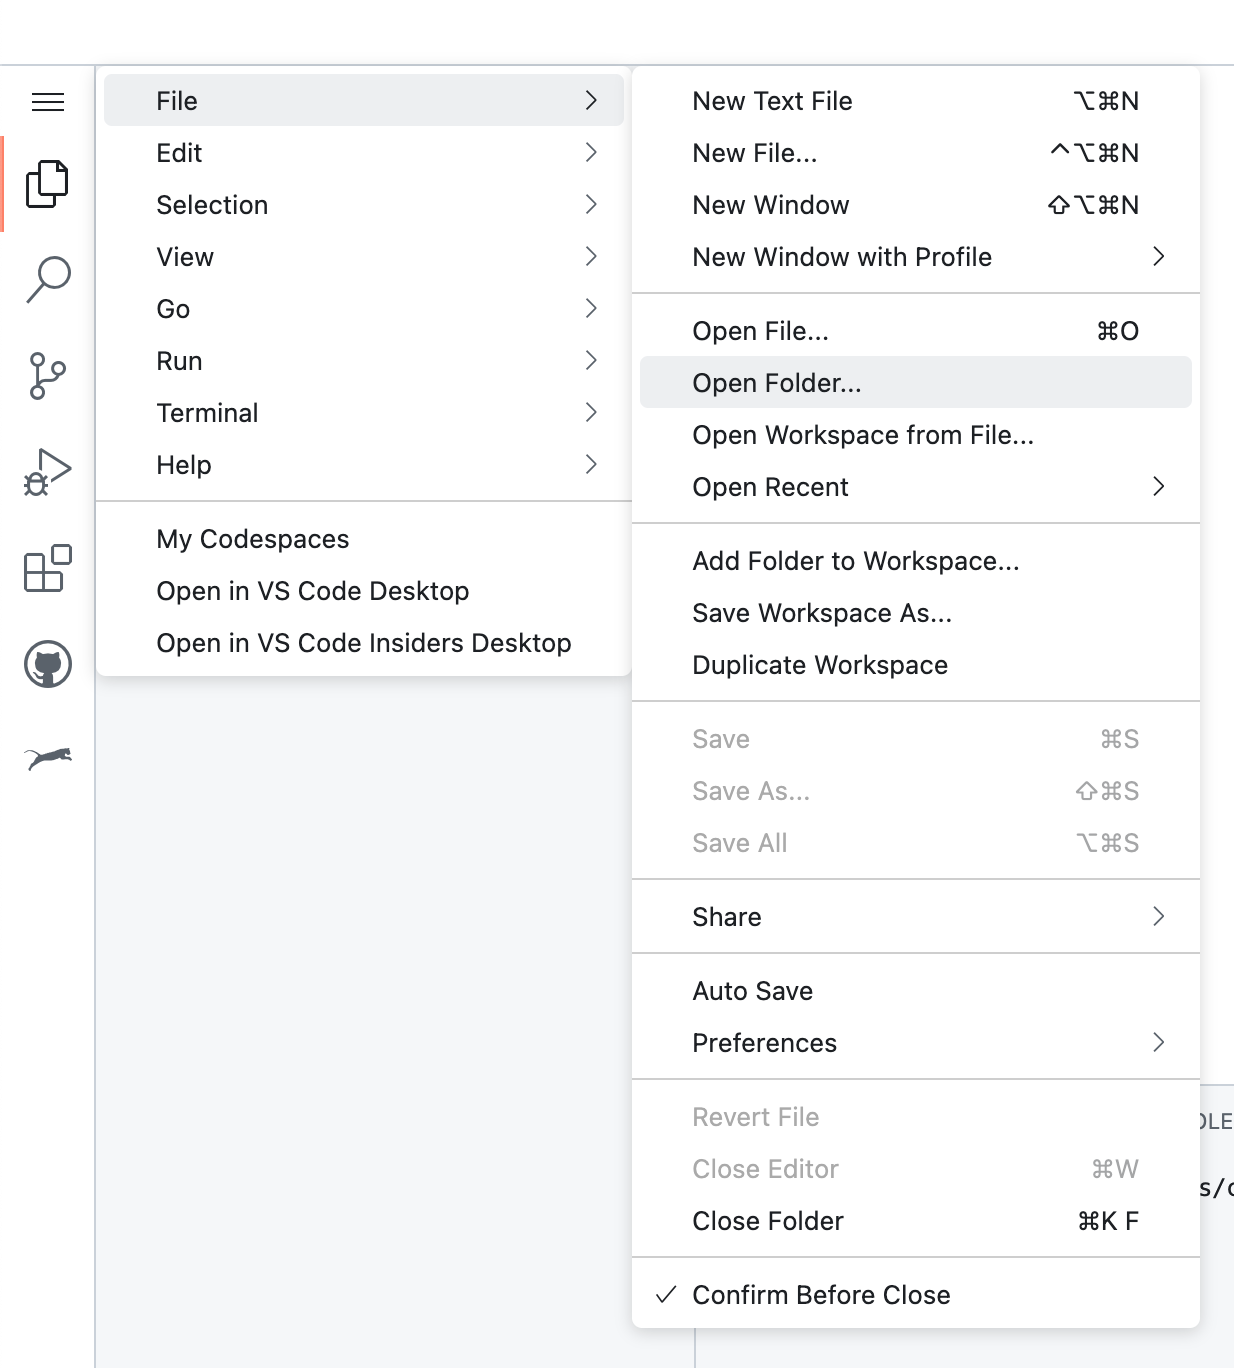 File
Edit
Selection
View
Go
Run
Terminal
Help
My Codespaces
Open in VS Code Desktop
Open in VS Code Insiders Desktop
New Text File ⌥⌘N
New File... ^⌥⌘N
New Window ⇧⌥⌘N
New Window with Profile
Open File... ⌘O
Open Folder...
Open Workspace from File...
Open Recent
Add Folder to Workspace...
Save Workspace As...
Duplicate Workspace
Save ⌘S
Save As... ⇧⌘S
Save All ⌥⌘S
Share
Auto Save
Preferences
Revert File
Close Editor ⌘W
Close Folder ⌘K F
✓ Confirm Before Close